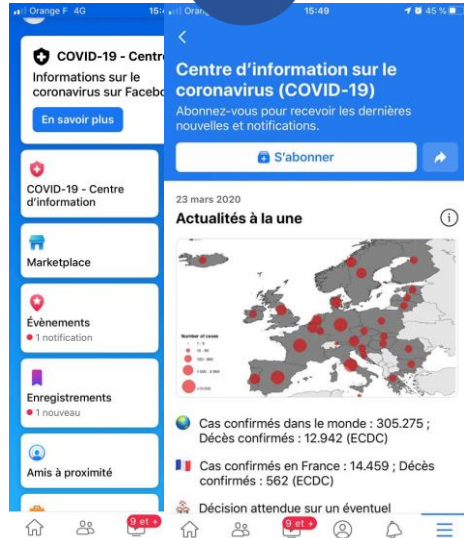 Orange F 4G
15:
COVID-19 - Centr
Informations sur le
coronavirus sur Facebo
En savoir plus
COVID-19 - Centre
d'information
Marketplace
Évènements
1 notification
Enregistrements
1 nouveau
Amis à proximité
9 et +
Oran
15:49
45 %
Centre d'information sur le
coronavirus (COVID-19)
Abonnez-vous pour recevoir les dernières
nouvelles et notifications.
S'abonner
23 mars 2020
Actualités à la une
Number of cases
Cas confirmés dans le monde : 305.275 ;
Décès confirmés : 12.942 (ECDC)
Cas confirmés en France : 14.459 ; Décès
confirmés : 562 (ECDC)
Décision attendue sur un éventuel
9 et +